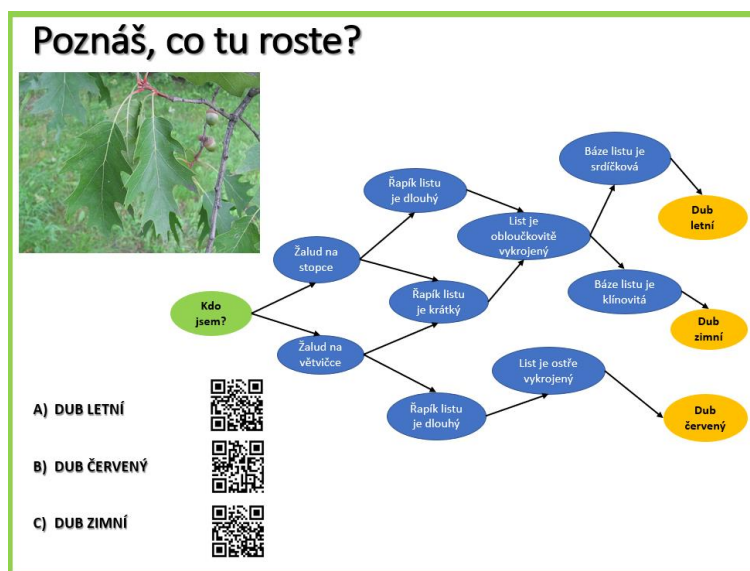 Poznáš, co tu roste?
Kdo
jsem?
Žalud na
stopce
Žalud na
větvičce
Řapík listu
je dlouhý
Řapík listu
je krátký
Řapík listu
je dlouhý
List je
obloučkovitě
vykrojený
List je ostře
vykrojený
Báze listu je
srdíčková
Báze listu je
klínovitá
Dub
letní
Dub
zimní
Dub
červený
A) DUB LETNÍ
B) DUB ČERVENÝ
C) DUB ZIMNÍ